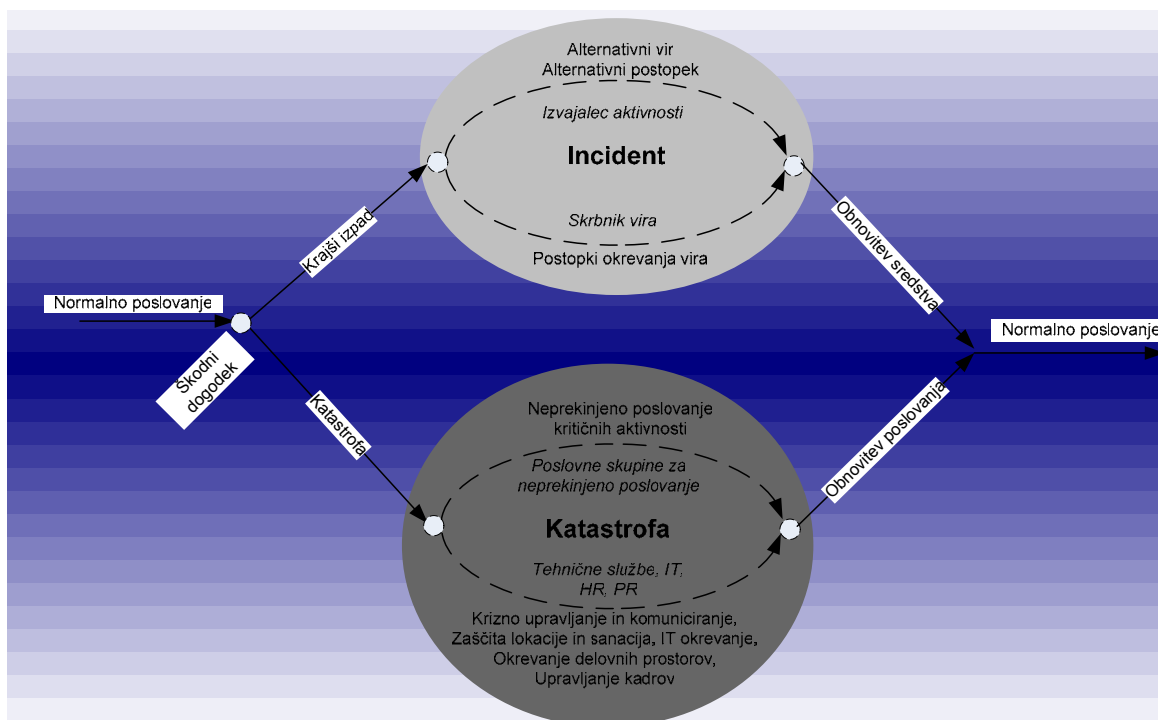 Alternativni vir
Alternativni postopek
Izvajalec aktivnosti
Incident
Skrbnik vira
Postopki okrevanja vira
Krajši izpad
Obnovitev sredstva
Normalno poslovanje
Škodni
dogodek
Normalno poslovanje
Katastrofa
Obnovitev poslovanja
Neprekinjeno poslovanje
kritičnih aktivnosti
Poslovne skupine za
neprekinjeno poslovanje
Katastrofa
Tehnične službe, IT,
HR, PR
Krizno upravljanje in komuniciranje,
Zaščita lokacije in sanacija, IT okrevanje,
Okrevanje delovnih prostorov,
Upravljanje kadrov